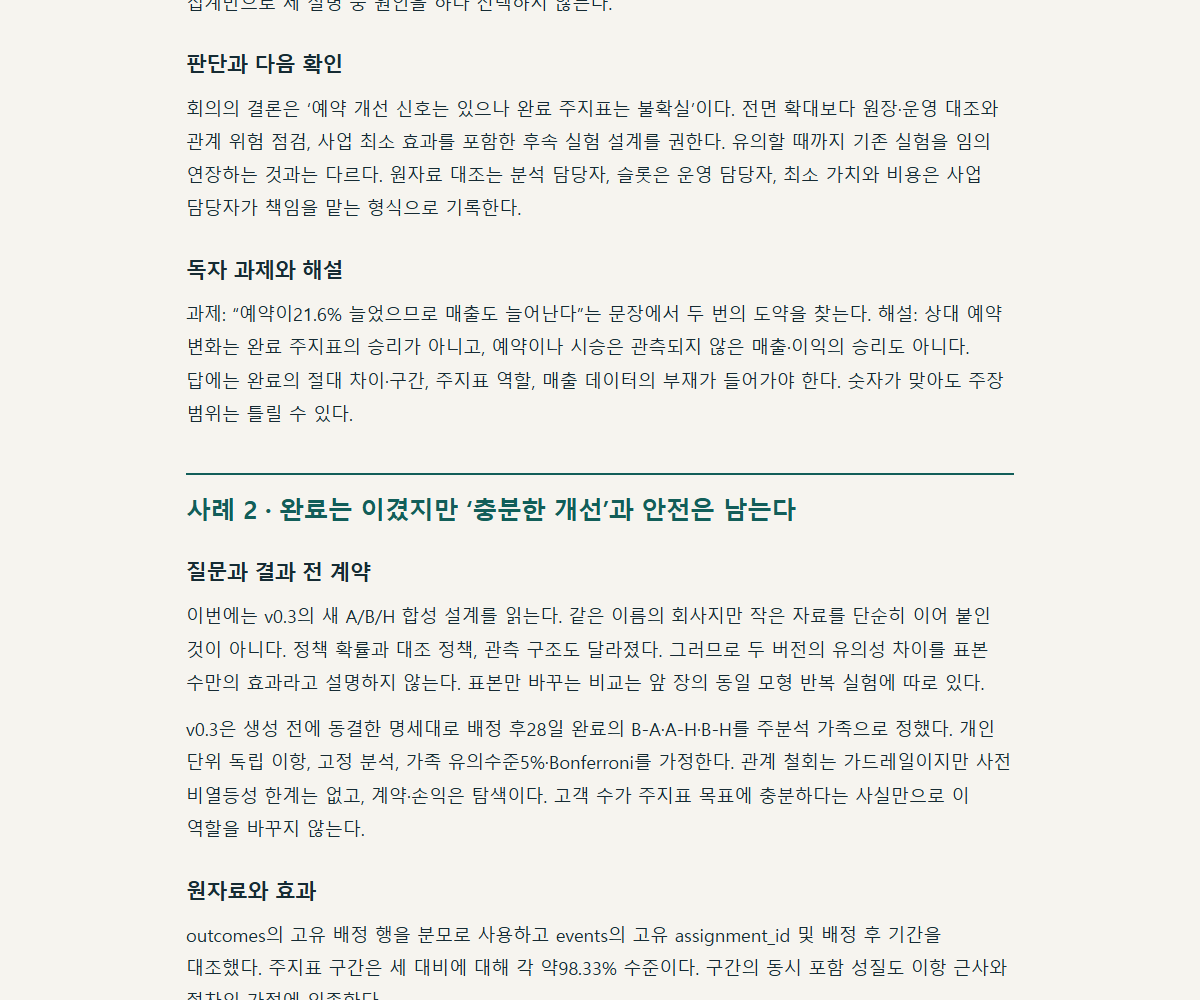 집계만으로 세 설명 중 원인을 하나 선택하지 않는다.
판단과 다음 확인
회의의 결론은 ‘예약 개선 신호는 있으나 완료 주지표는 불확실’이다. 전면 확대보다 원장·운영 대조와
관계 위험 점검, 사업 최소 효과를 포함한 후속 실험 설계를 권한다. 유의할 때까지 기존 실험을 임의
연장하는 것과는 다르다. 원자료 대조는 분석 담당자, 슬롯은 운영 담당자, 최소 가치와 비용은 사업
담당자가 책임을 맡는 형식으로 기록한다.
독자 과제와 해설
과제: “예약이21.6% 늘었으므로 매출도 늘어난다”는 문장에서 두 번의 도약을 찾는다. 해설: 상대 예약
변화는 완료 주지표의 승리가 아니고, 예약이나 시승은 관측되지 않은 매출·이익의 승리도 아니다.
답에는 완료의 절대 차이·구간, 주지표 역할, 매출 데이터의 부재가 들어가야 한다. 숫자가 맞아도 주장
범위는 틀릴 수 있다.
사례 2 · 완료는 이겼지만 ‘충분한 개선’과 안전은 남는다
질문과 결과 전 계약
이번에는 v0.3의 새 A/B/H 합성 설계를 읽는다. 같은 이름의 회사지만 작은 자료를 단순히 이어 붙인
것이 아니다. 정책 확률과 대조 정책, 관측 구조도 달라졌다. 그러므로 두 버전의 유의성 차이를 표본
수만의 효과라고 설명하지 않는다. 표본만 바꾸는 비교는 앞 장의 동일 모형 반복 실험에 따로 있다.
v0.3은 생성 전에 동결한 명세대로 배정 후28일 완료의 B-A·A-H·B-H를 주분석 가족으로 정했다. 개인
단위 독립 이항, 고정 분석, 가족 유의수준5%·Bonferroni를 가정한다. 관계 철회는 가드레일이지만 사전
비열등성 한계는 없고, 계약·손익은 탐색이다. 고객 수가 주지표 목표에 충분하다는 사실만으로 이
역할을 바꾸지 않는다.
원자료와 효과
outcomes의 고유 배정 행을 분모로 사용하고 events의 고유 assignment_id 및 배정 후 기간을
대조했다. 주지표 구간은 세 대비에 대해 각 약98.33% 수준이다. 구간의 동시 포함 성질도 이항 근사와
절차의 가정에 의존한다.